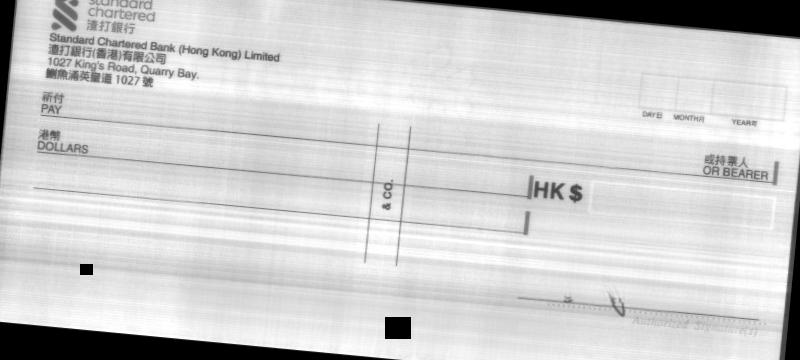 standard
chartered
渣打銀行
Standard Chartered Bank (Hong Kong) Limited
渣打銀行(香港)有限公司
1027 King's Road, Quarry Bay.
鰂魚涌英皇道 1027 號
DAY日 MONTH月 YEAR年
祈付
PAY
或持票人
OR BEARER
港幣
DOLLARS
& CO.
HK $
Authorized Signature(s)